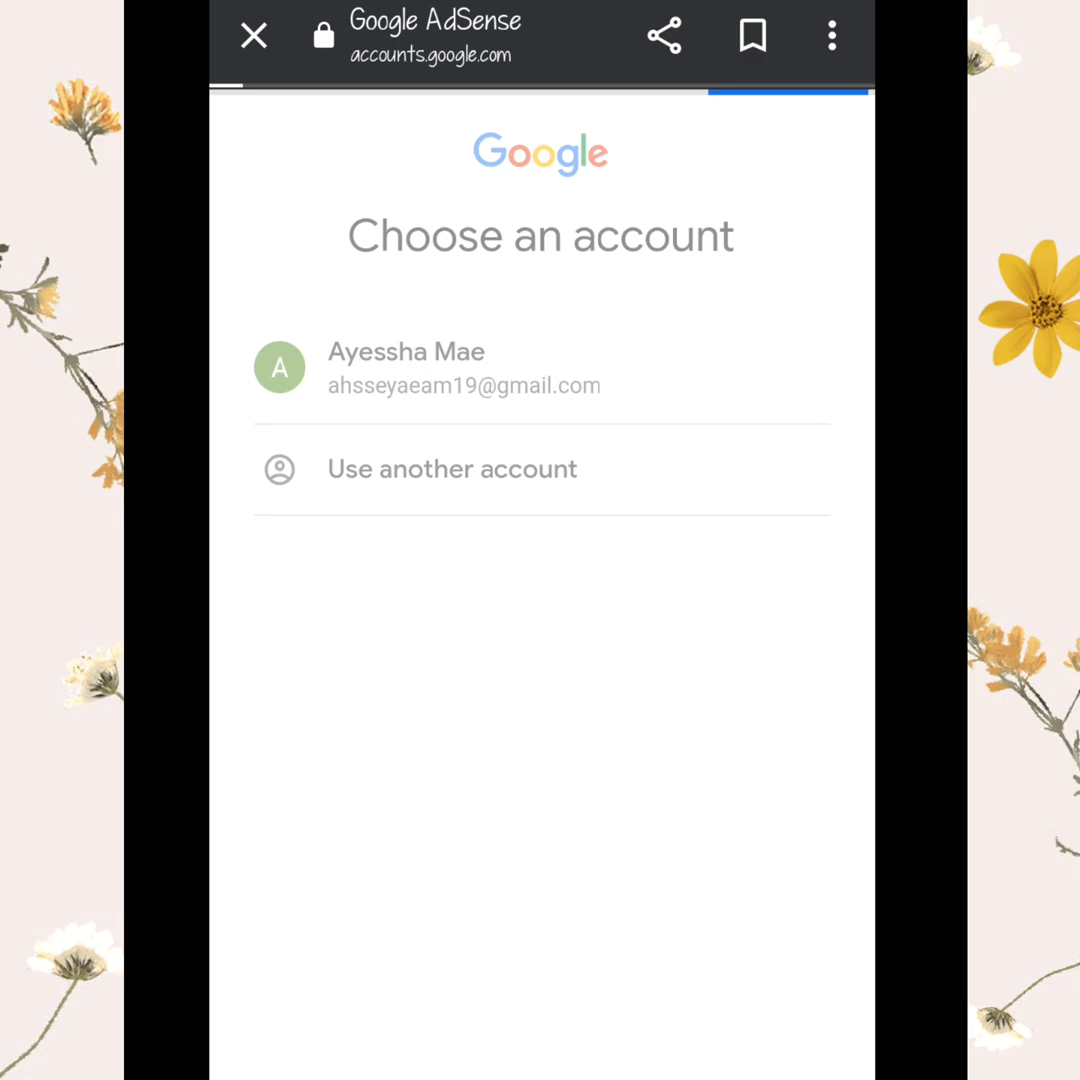 Google AdSense
accounts.google.com
Google
Choose an account
A
Ayessha Mae
ahsseyaeam19@gmail.com
Use another account